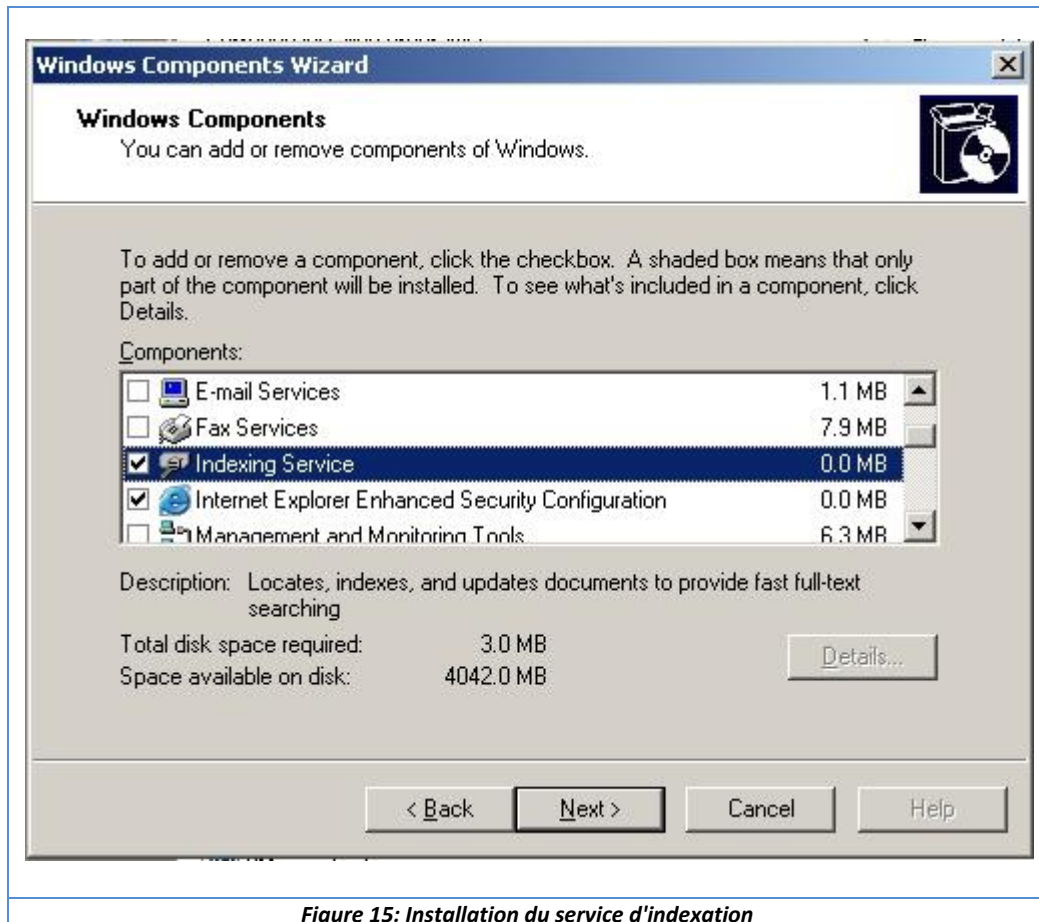 Windows Components Wizard
Windows Components
You can add or remove components of Windows.
To add or remove a component, click the checkbox. A shaded box means that only
part of the component will be installed. To see what's included in a component, click
Details.
Components:
E-mail Services 1.1 MB
Fax Services 7.9 MB
Indexing Service 0.0 MB
Internet Explorer Enhanced Security Configuration 0.0 MB
Management and Monitoring Tools 6.3 MB
Description: Locates, indexes, and updates documents to provide fast full-text
searching
Total disk space required: 3.0 MB
Details...
Space available on disk: 4042.0 MB
< Back Next > Cancel Help
Figure 15: Installation du service d'indexation